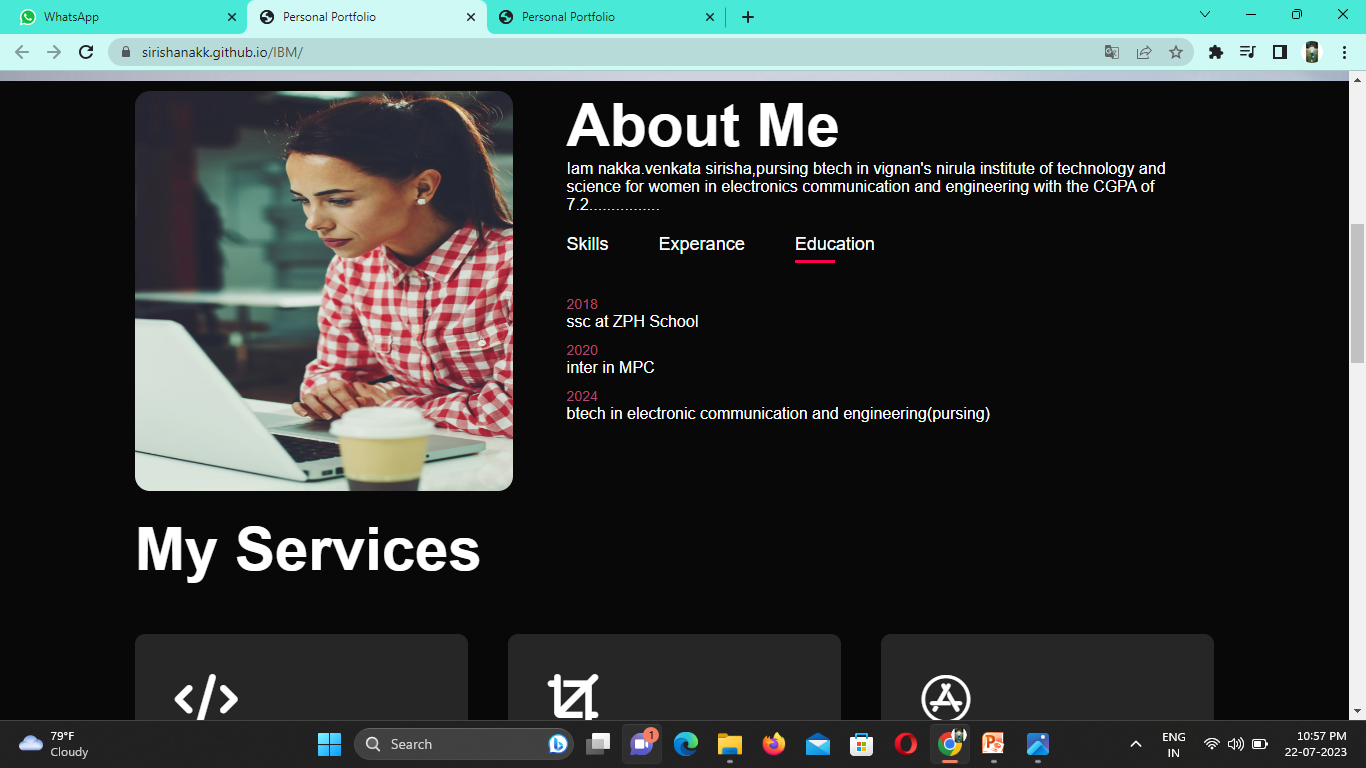 WhatsApp
Personal Portfolio
Personal Portfolio
sirishanakk.github.io/IBM/
About Me
Iam nakka.venkata sirisha,pursing btech in vignan's nirula institute of technology and
science for women in electronics communication and engineering with the CGPA of
7.2................
Skills Experance Education
2018
ssc at ZPH School
2020
inter in MPC
2024
btech in electronic communication and engineering(pursing)
My Services
79°F
Cloudy
Search
1
ENG
IN
10:57 PM
22-07-2023